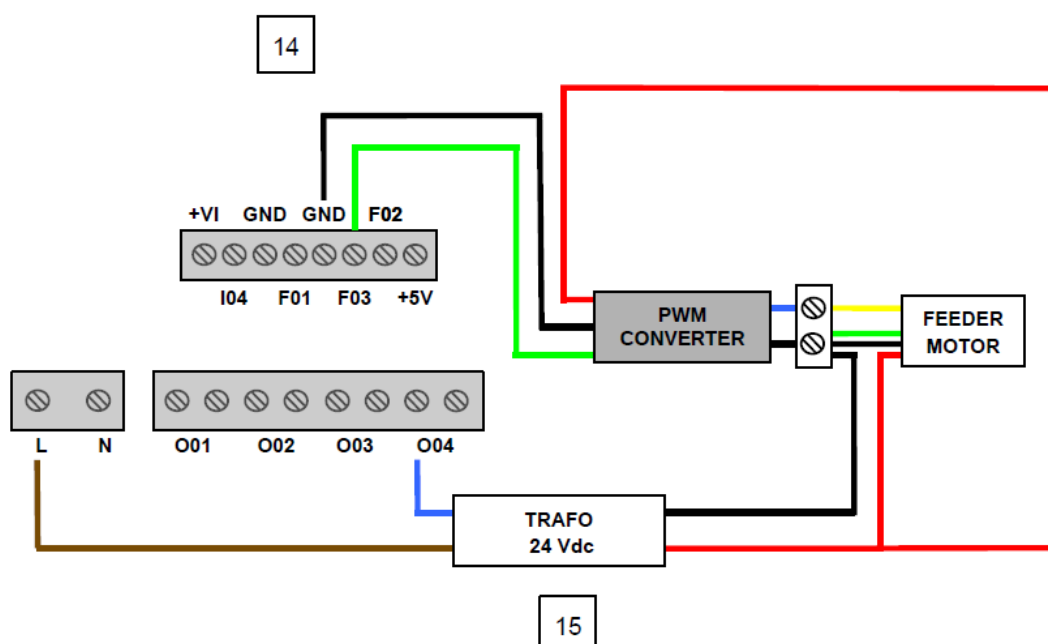 14
+VI GND GND F02
I04 F01 F03 +5V
PWM
CONVERTER
FEEDER
MOTOR
L N O01 O02 O03 O04
TRAFO
24 Vdc
15